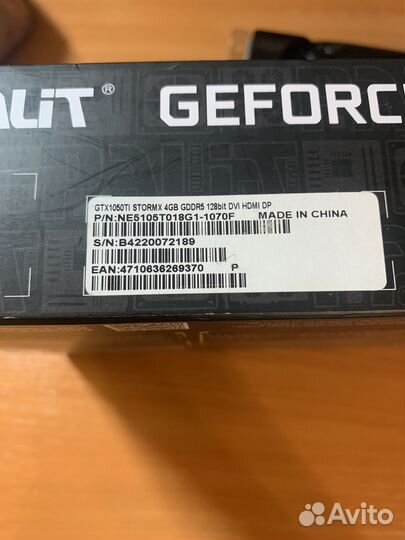 ALIT® GEFORC
GTX1050TI STORMX 4GB GDDR5 128bit DVI HDMI DP
P/N:NE5105T018G1-1070F MADE IN CHINA
S/N:B4220072189
EAN:4710636269370 P
Avito